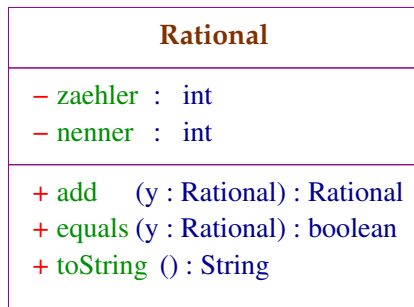 Rational
− zaehler : int
− nenner : int
+ add (y : Rational) : Rational
+ equals (y : Rational) : boolean
+ toString () : String